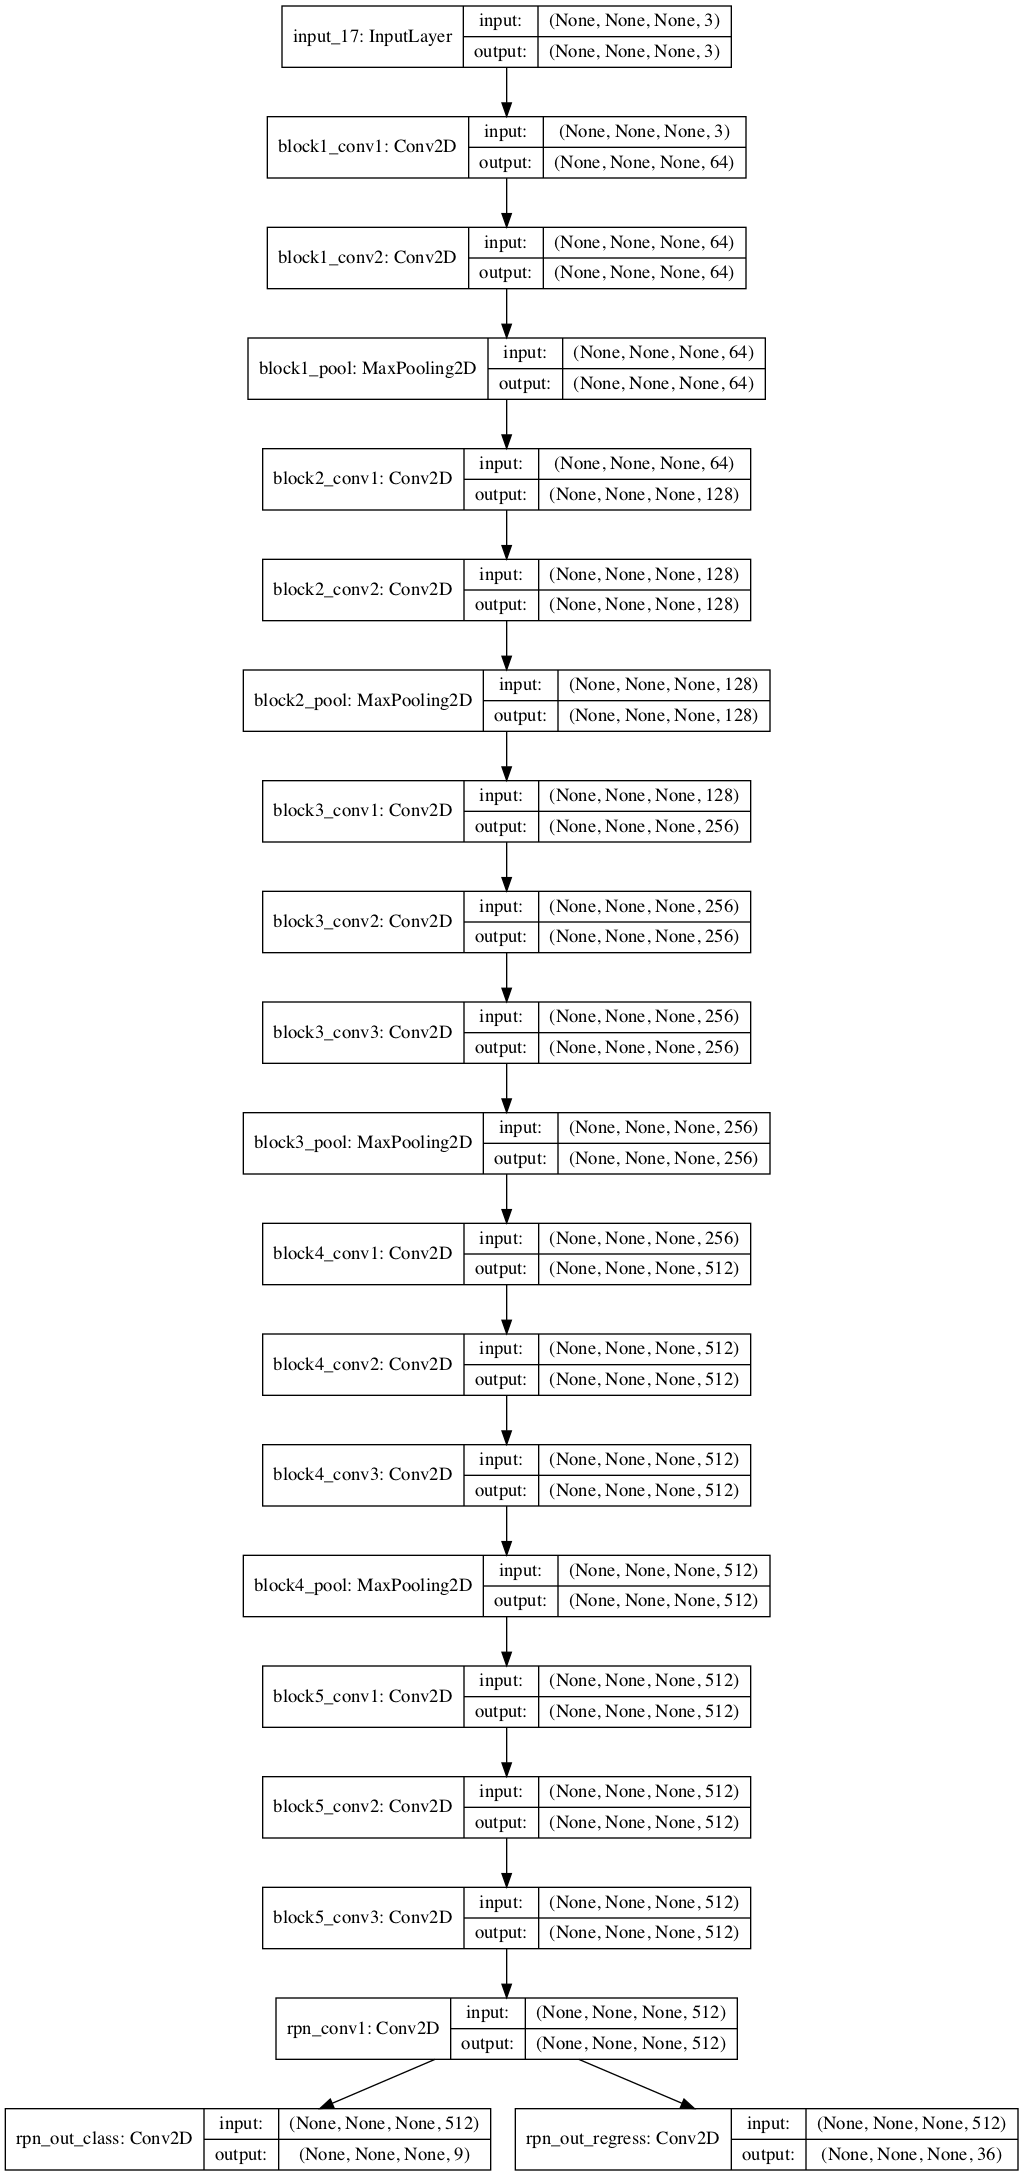 input_17: InputLayer
input: (None, None, None, 3)
output: (None, None, None, 3)
block1_conv1: Conv2D
input: (None, None, None, 3)
output: (None, None, None, 64)
block1_conv2: Conv2D
input: (None, None, None, 64)
output: (None, None, None, 64)
block1_pool: MaxPooling2D
input: (None, None, None, 64)
output: (None, None, None, 64)
block2_conv1: Conv2D
input: (None, None, None, 64)
output: (None, None, None, 128)
block2_conv2: Conv2D
input: (None, None, None, 128)
output: (None, None, None, 128)
block2_pool: MaxPooling2D
input: (None, None, None, 128)
output: (None, None, None, 128)
block3_conv1: Conv2D
input: (None, None, None, 128)
output: (None, None, None, 256)
block3_conv2: Conv2D
input: (None, None, None, 256)
output: (None, None, None, 256)
block3_conv3: Conv2D
input: (None, None, None, 256)
output: (None, None, None, 256)
block3_pool: MaxPooling2D
input: (None, None, None, 256)
output: (None, None, None, 256)
block4_conv1: Conv2D
input: (None, None, None, 256)
output: (None, None, None, 512)
block4_conv2: Conv2D
input: (None, None, None, 512)
output: (None, None, None, 512)
block4_conv3: Conv2D
input: (None, None, None, 512)
output: (None, None, None, 512)
block4_pool: MaxPooling2D
input: (None, None, None, 512)
output: (None, None, None, 512)
block5_conv1: Conv2D
input: (None, None, None, 512)
output: (None, None, None, 512)
block5_conv2: Conv2D
input: (None, None, None, 512)
output: (None, None, None, 512)
block5_conv3: Conv2D
input: (None, None, None, 512)
output: (None, None, None, 512)
rpn_conv1: Conv2D
input: (None, None, None, 512)
output: (None, None, None, 512)
rpn_out_class: Conv2D
input: (None, None, None, 512)
output: (None, None, None, 9)
rpn_out_regress: Conv2D
input: (None, None, None, 512)
output: (None, None, None, 36)